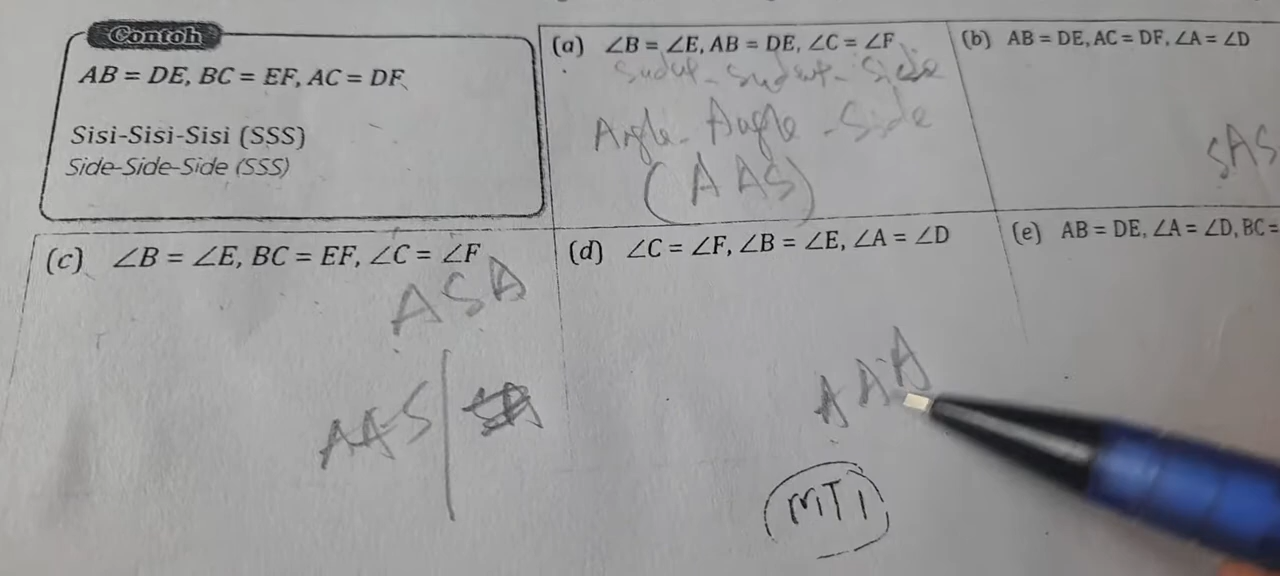 Contoh
AB = DE, BC = EF, AC = DF
Sisi-Sisi-Sisi (SSS)
Side-Side-Side (SSS)
(a) ∠B = ∠E, AB = DE, ∠C = ∠F
Sudut - Sudut - Side
Angle - Angle - Side
(AAS)
(b) AB = DE, AC = DF, ∠A = ∠D
SAS
(c) ∠B = ∠E, BC = EF, ∠C = ∠F
ASA
AAS
(d) ∠C = ∠F, ∠B = ∠E, ∠A = ∠D
AAA
MTI
(e) AB = DE, ∠A = ∠D, BC =